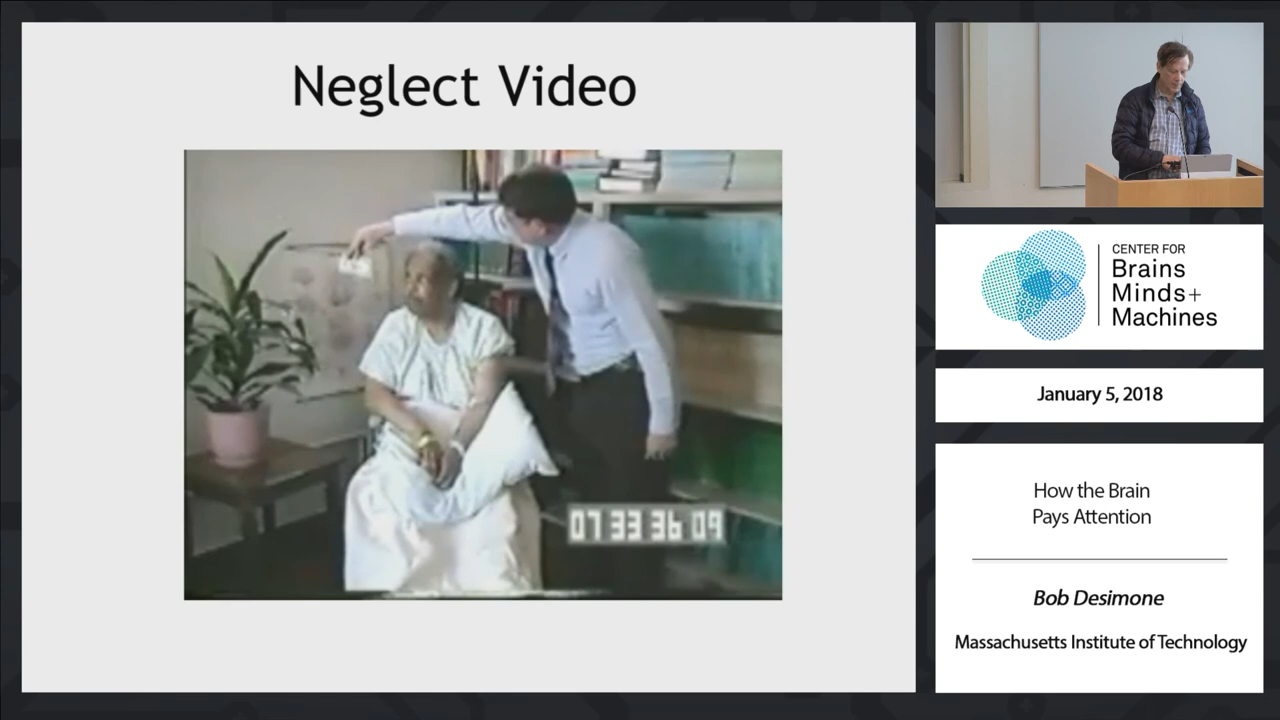 Neglect Video
07 33 36 09
CENTER FOR
Brains
Minds+
Machines
January 5, 2018
How the Brain
Pays Attention
Bob Desimone
Massachusetts Institute of Technology